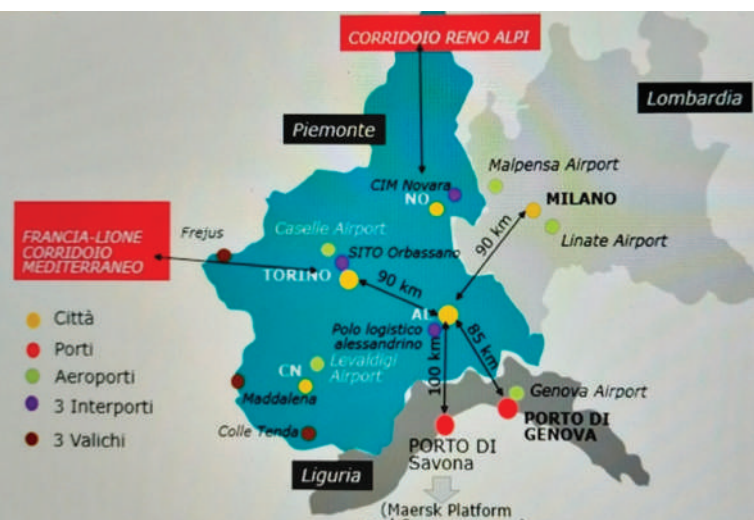 CORRIDOIO RENO ALPI
Lombardia
Piemonte
Malpensa Airport
CIM Novara
NO
MILANO
FRANCIA-LIONE
CORRIDOIO
MEDITERRANEO
Frejus
Caselle Airport
SITO Orbassano
TORINO
90 km
90 km
Linate Airport
Città
Porti
Aeroporti
3 Interporti
3 Valichi
AL
Polo logistico
alessandrino
85 km
100 km
CN
Levaldigi
Airport
Maddalena
Colle Tenda
Genova Airport
PORTO DI
GENOVA
PORTO DI
Savona
Liguria
(Maersk Platform